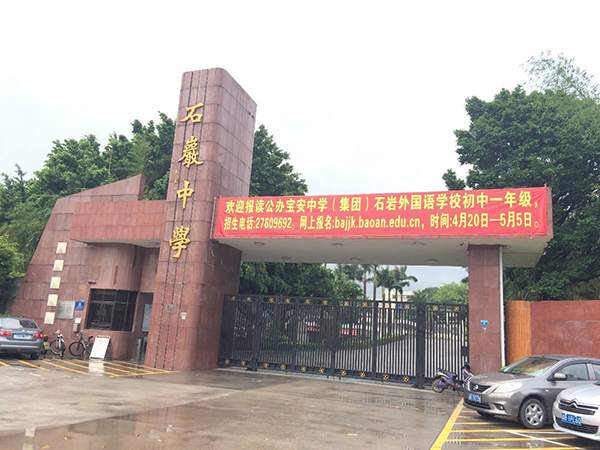 石巖中學
欢迎报读公办宝安中学（集团）石岩外国语学校初中一年级，
招生电话:27609692。网上报名:bajjk.baoan.edu.cn，时间:4月20日—5月5日。